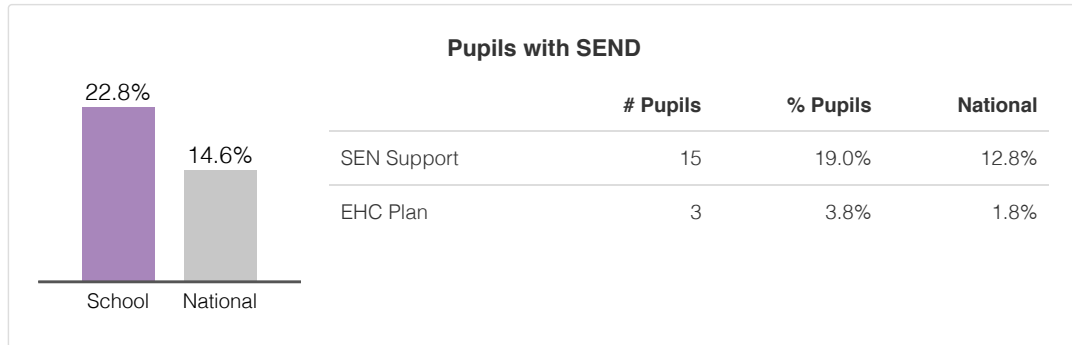 Pupils with SEND
22.8%
14.6%
School National
# Pupils % Pupils National
SEN Support 15 19.0% 12.8%
EHC Plan 3 3.8% 1.8%